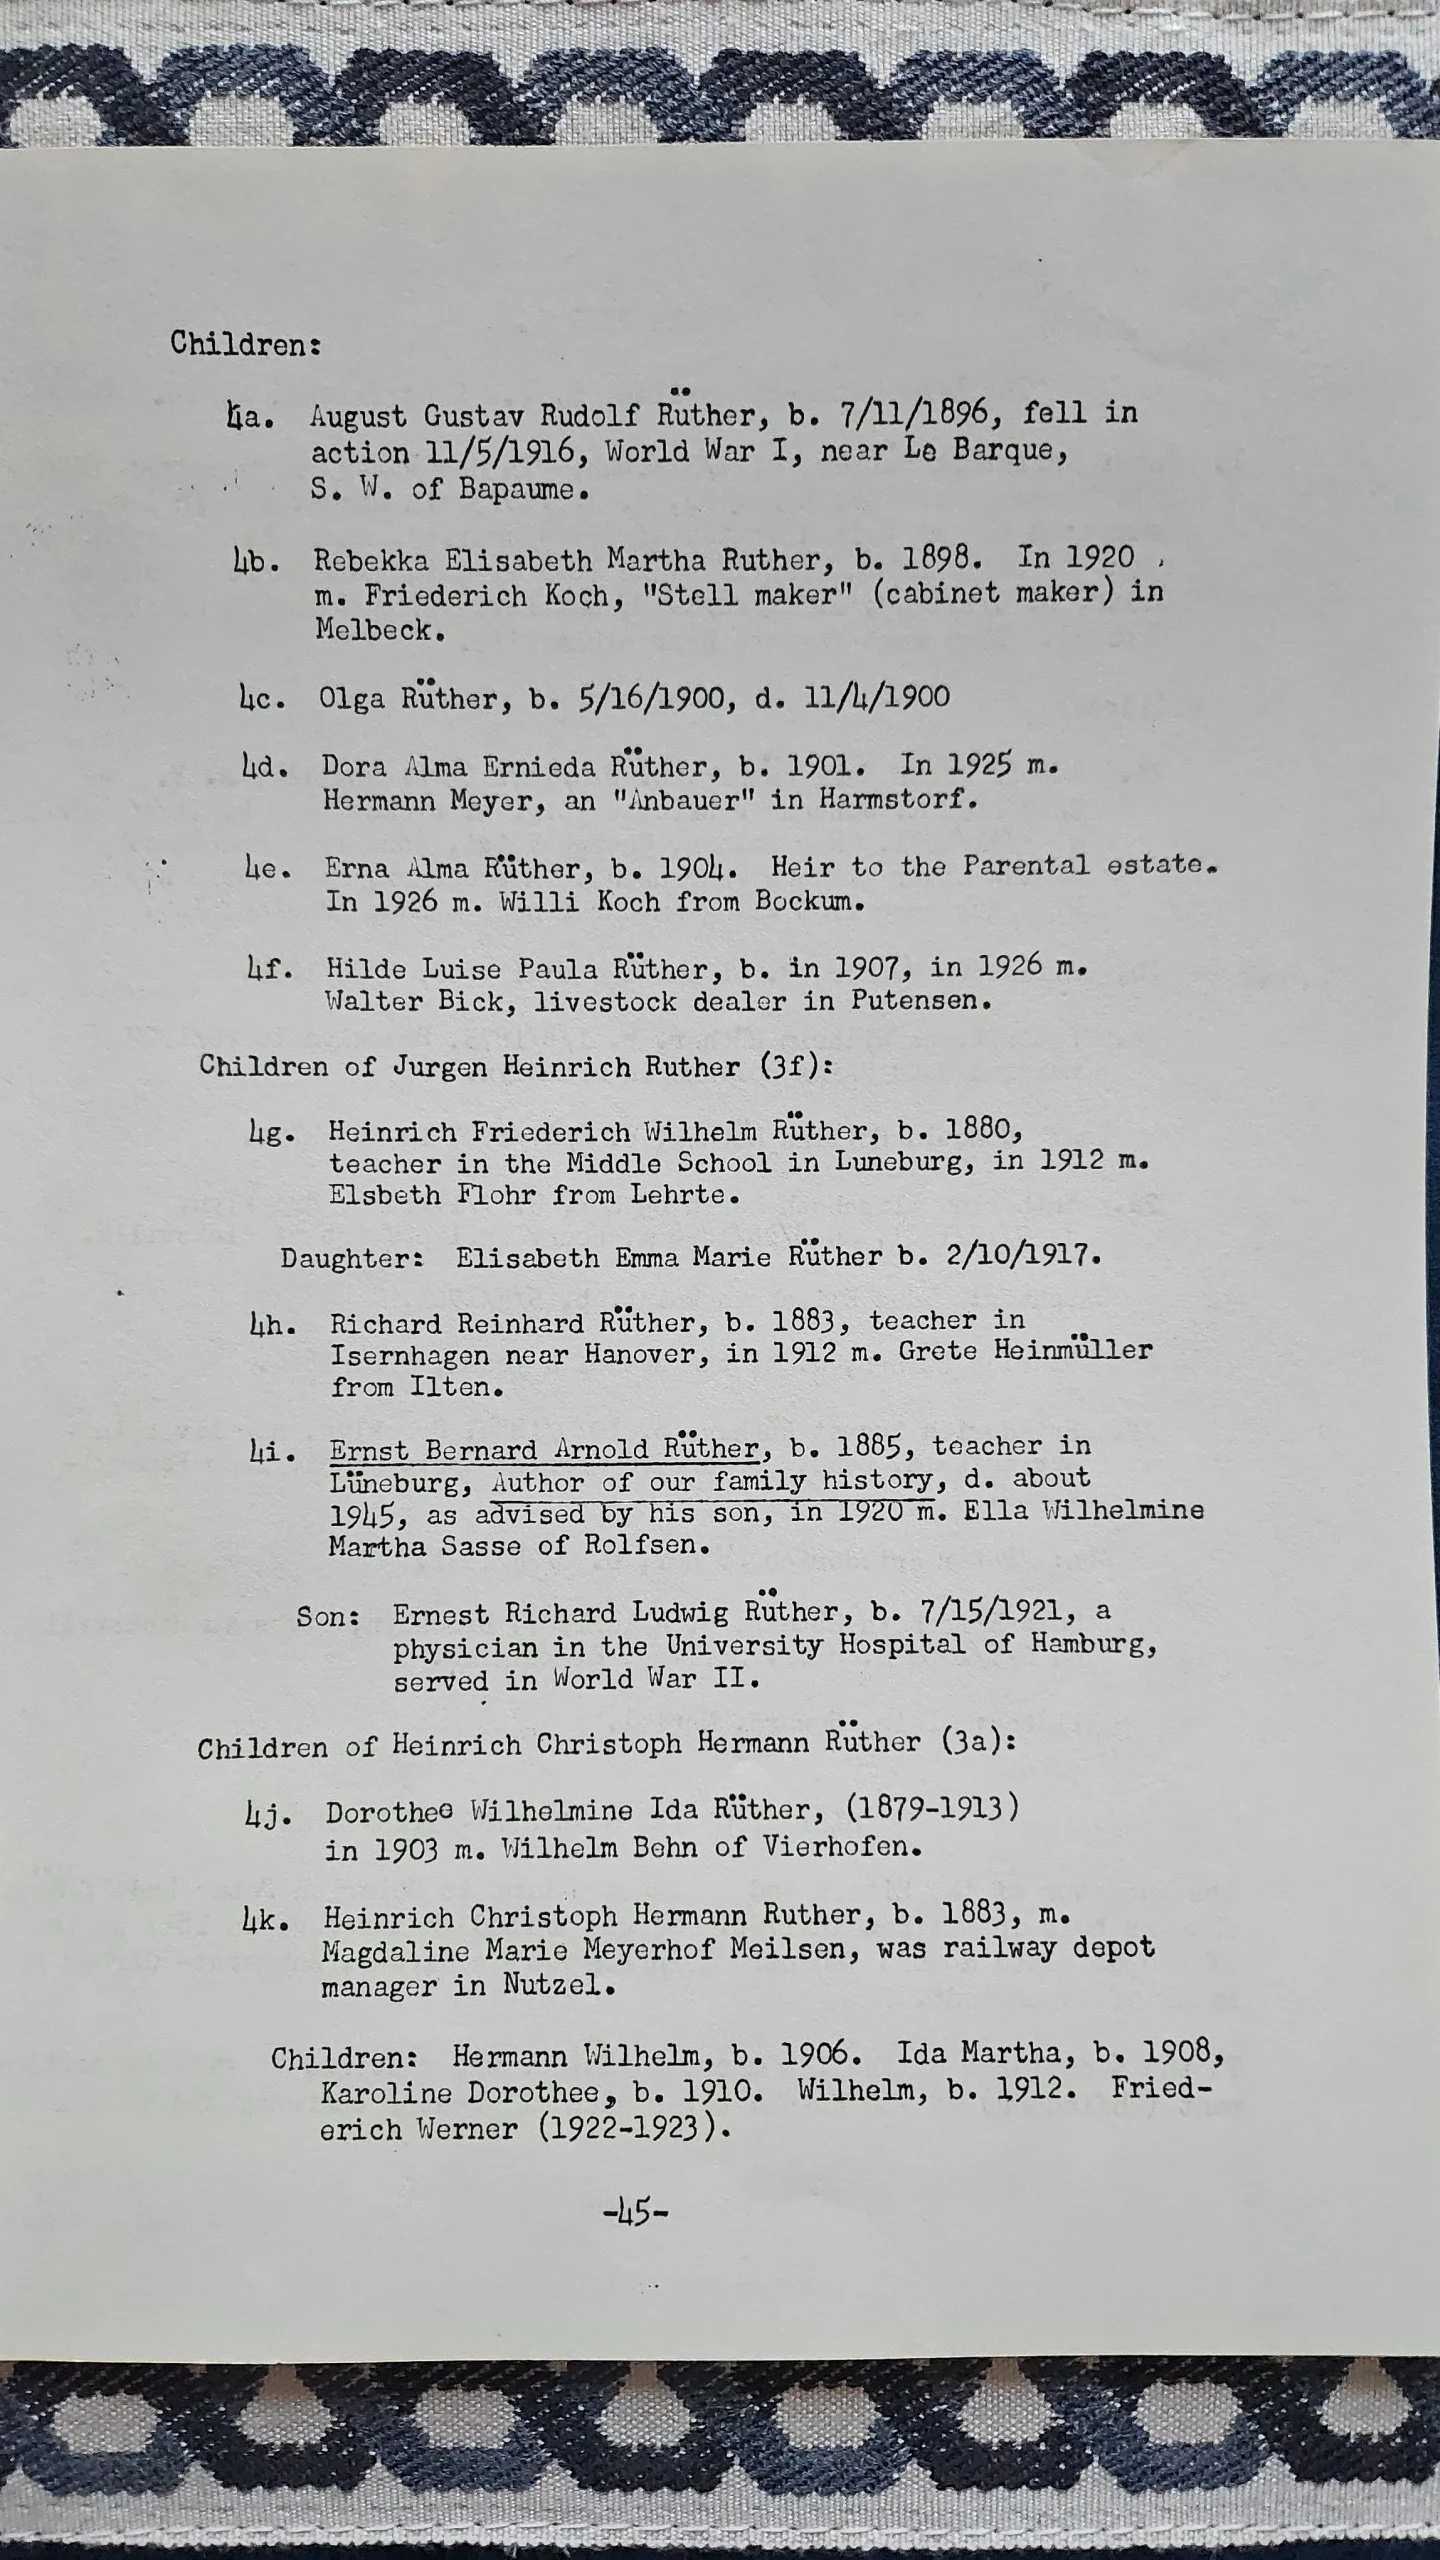 Children:
4a. August Gustav Rudolf Rüther, b. 7/11/1896, fell in
action 11/5/1916, World War I, near Le Barque,
S. W. of Bapaume.
4b. Rebekka Elisabeth Martha Ruther, b. 1898. In 1920
m. Friederich Koch, "Stell maker" (cabinet maker) in
Melbeck.
4c. Olga Rüther, b. 5/16/1900, d. 11/4/1900
4d. Dora Alma Ernieda Rüther, b. 1901. In 1925 m.
Hermann Meyer, an "Anbauer" in Harmstorf.
4e. Erna Alma Rüther, b. 1904. Heir to the Parental estate.
In 1926 m. Willi Koch from Bockum.
4f. Hilde Luise Paula Rüther, b. in 1907, in 1926 m.
Walter Bick, livestock dealer in Putensen.
Children of Jurgen Heinrich Ruther (3f):
4g. Heinrich Friederich Wilhelm Rüther, b. 1880,
teacher in the Middle School in Luneburg, in 1912 m.
Elsbeth Flohr from Lehrte.
Daughter: Elisabeth Emma Marie Rüther b. 2/10/1917.
4h. Richard Reinhard Rüther, b. 1883, teacher in
Isernhagen near Hanover, in 1912 m. Grete Heinmüller
from Ilten.
4i. Ernst Bernard Arnold Rüther, b. 1885, teacher in
Lüneburg, Author of our family history, d. about
1945, as advised by his son, in 1920 m. Ella Wilhelmine
Martha Sasse of Rolfsen.
Son: Ernest Richard Ludwig Rüther, b. 7/15/1921, a
physician in the University Hospital of Hamburg,
served in World War II.
Children of Heinrich Christoph Hermann Rüther (3a):
4j. Dorothee Wilhelmine Ida Rüther, (1879-1913)
in 1903 m. Wilhelm Behn of Vierhofen.
4k. Heinrich Christoph Hermann Ruther, b. 1883, m.
Magdaline Marie Meyerhof Meilsen, was railway depot
manager in Nutzel.
Children: Hermann Wilhelm, b. 1906. Ida Martha, b. 1908,
Karoline Dorothee, b. 1910. Wilhelm, b. 1912. Fried-
erich Werner (1922-1923).
-45-